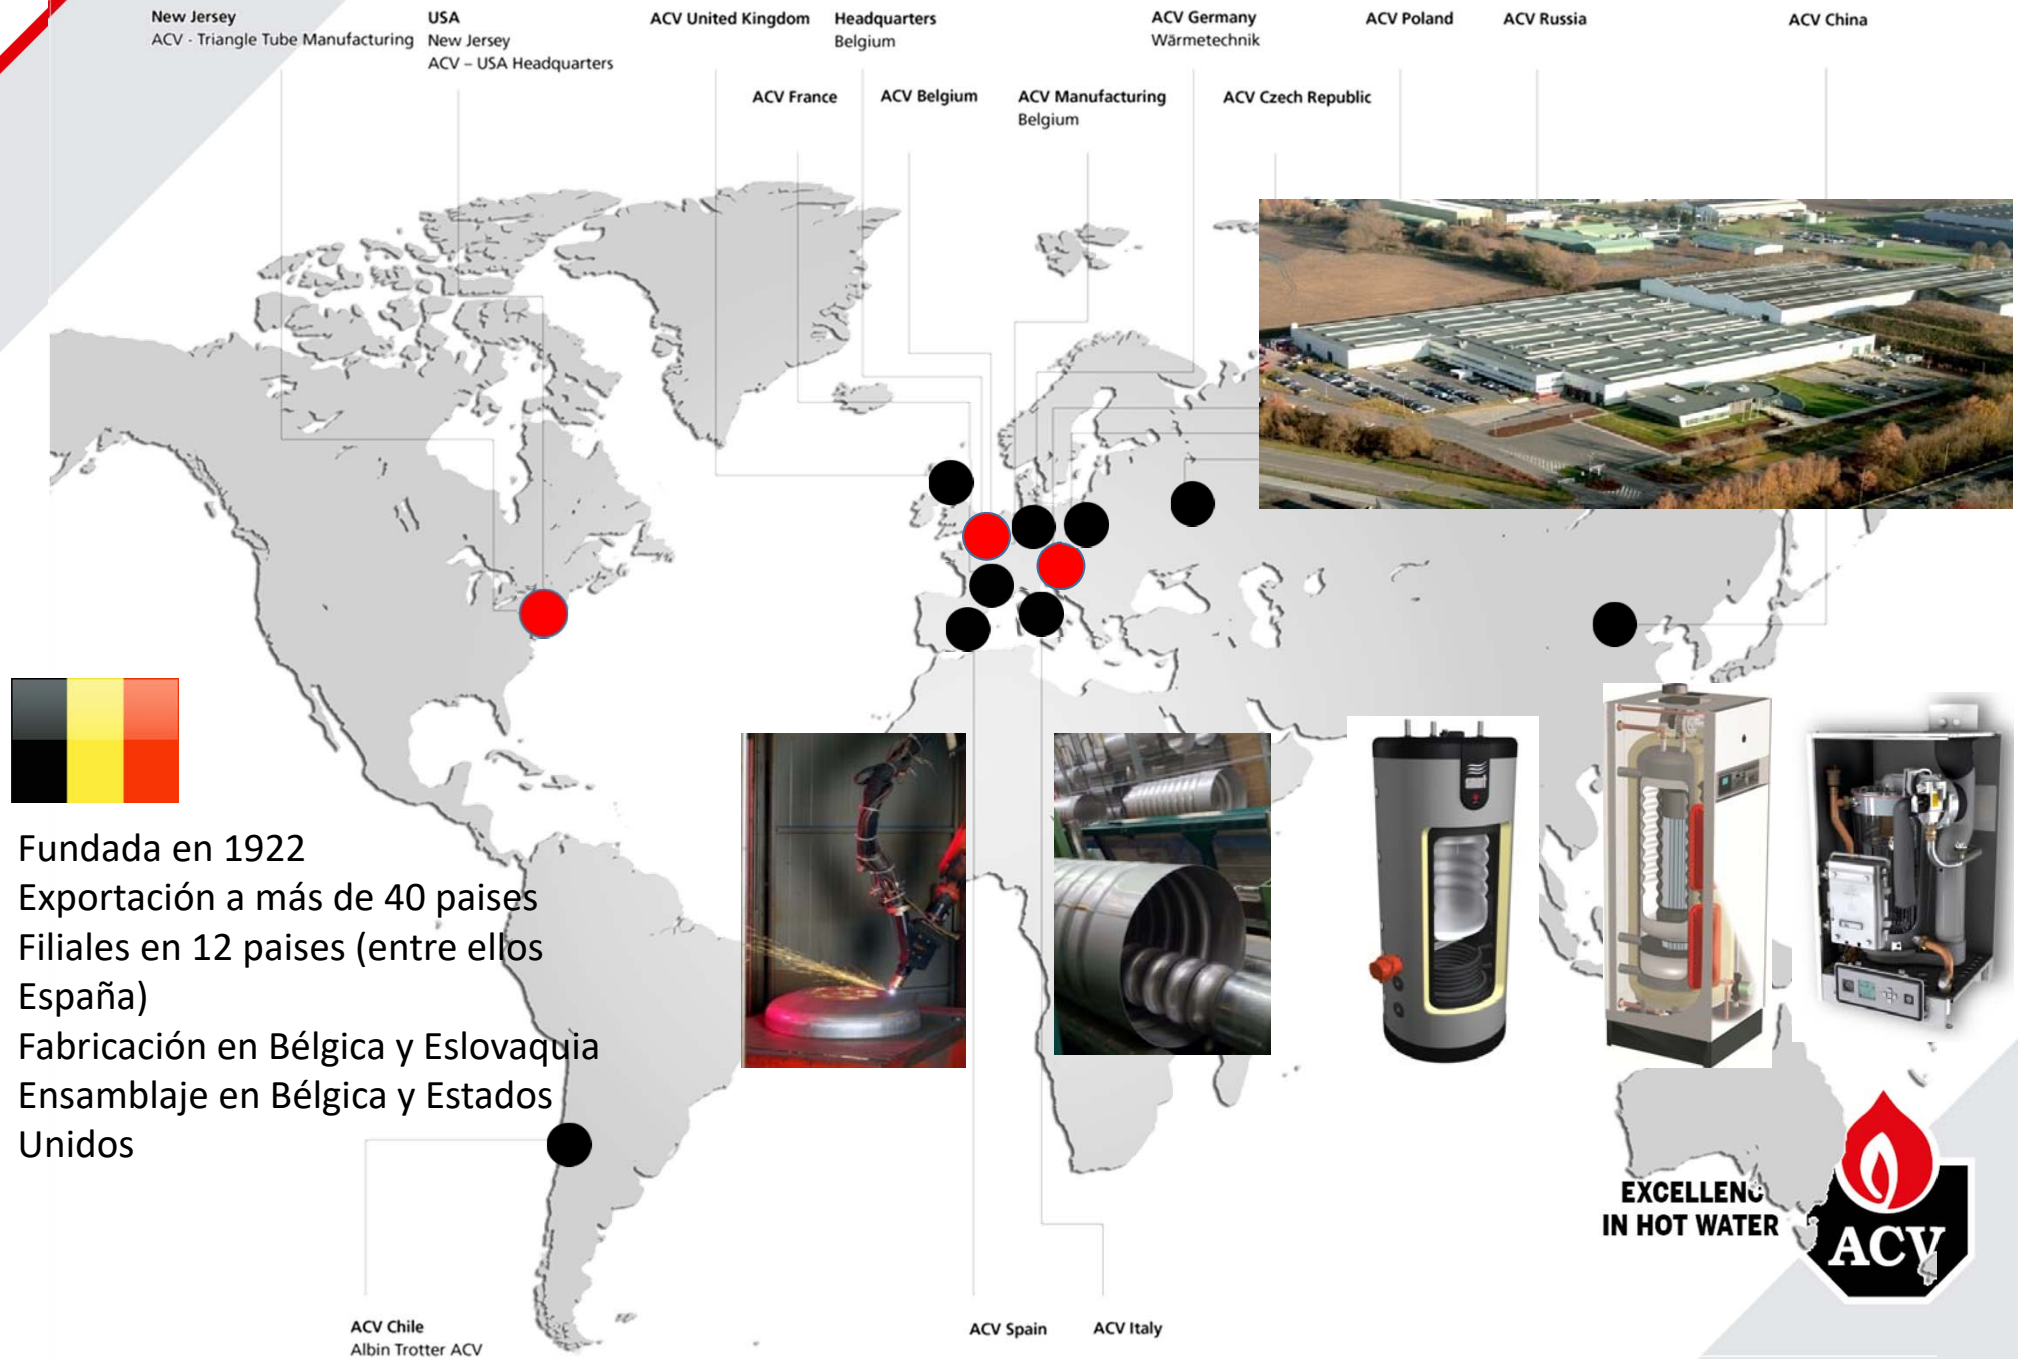 New Jersey
ACV - Triangle Tube Manufacturing
USA
New Jersey
ACV – USA Headquarters
ACV United Kingdom
Headquarters
Belgium
ACV Germany
Wärmetechnik
ACV Poland
ACV Russia
ACV China
ACV France
ACV Belgium
ACV Manufacturing
Belgium
ACV Czech Republic
Fundada en 1922
Exportación a más de 40 paises
Filiales en 12 paises (entre ellos
España)
Fabricación en Bélgica y Eslovaquia
Ensamblaje en Bélgica y Estados
Unidos
EXCELLENC
IN HOT WATER
ACV
ACV Chile
Albin Trotter ACV
ACV Spain
ACV Italy